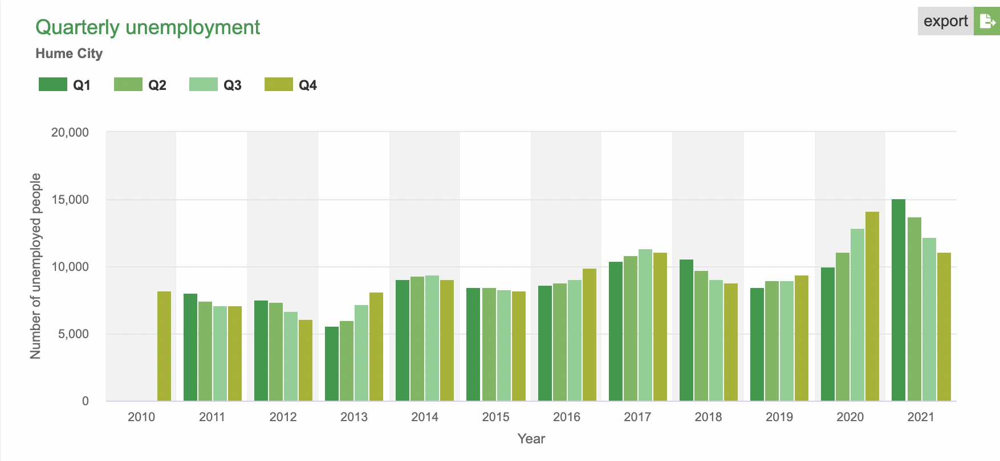 export
Quarterly unemployment
Hume City
Q1 Q2 Q3 Q4
Number of unemployed people
20,000
15,000
10,000
5,000
0
2010 2011 2012 2013 2014 2015 2016 2017 2018 2019 2020 2021
Year